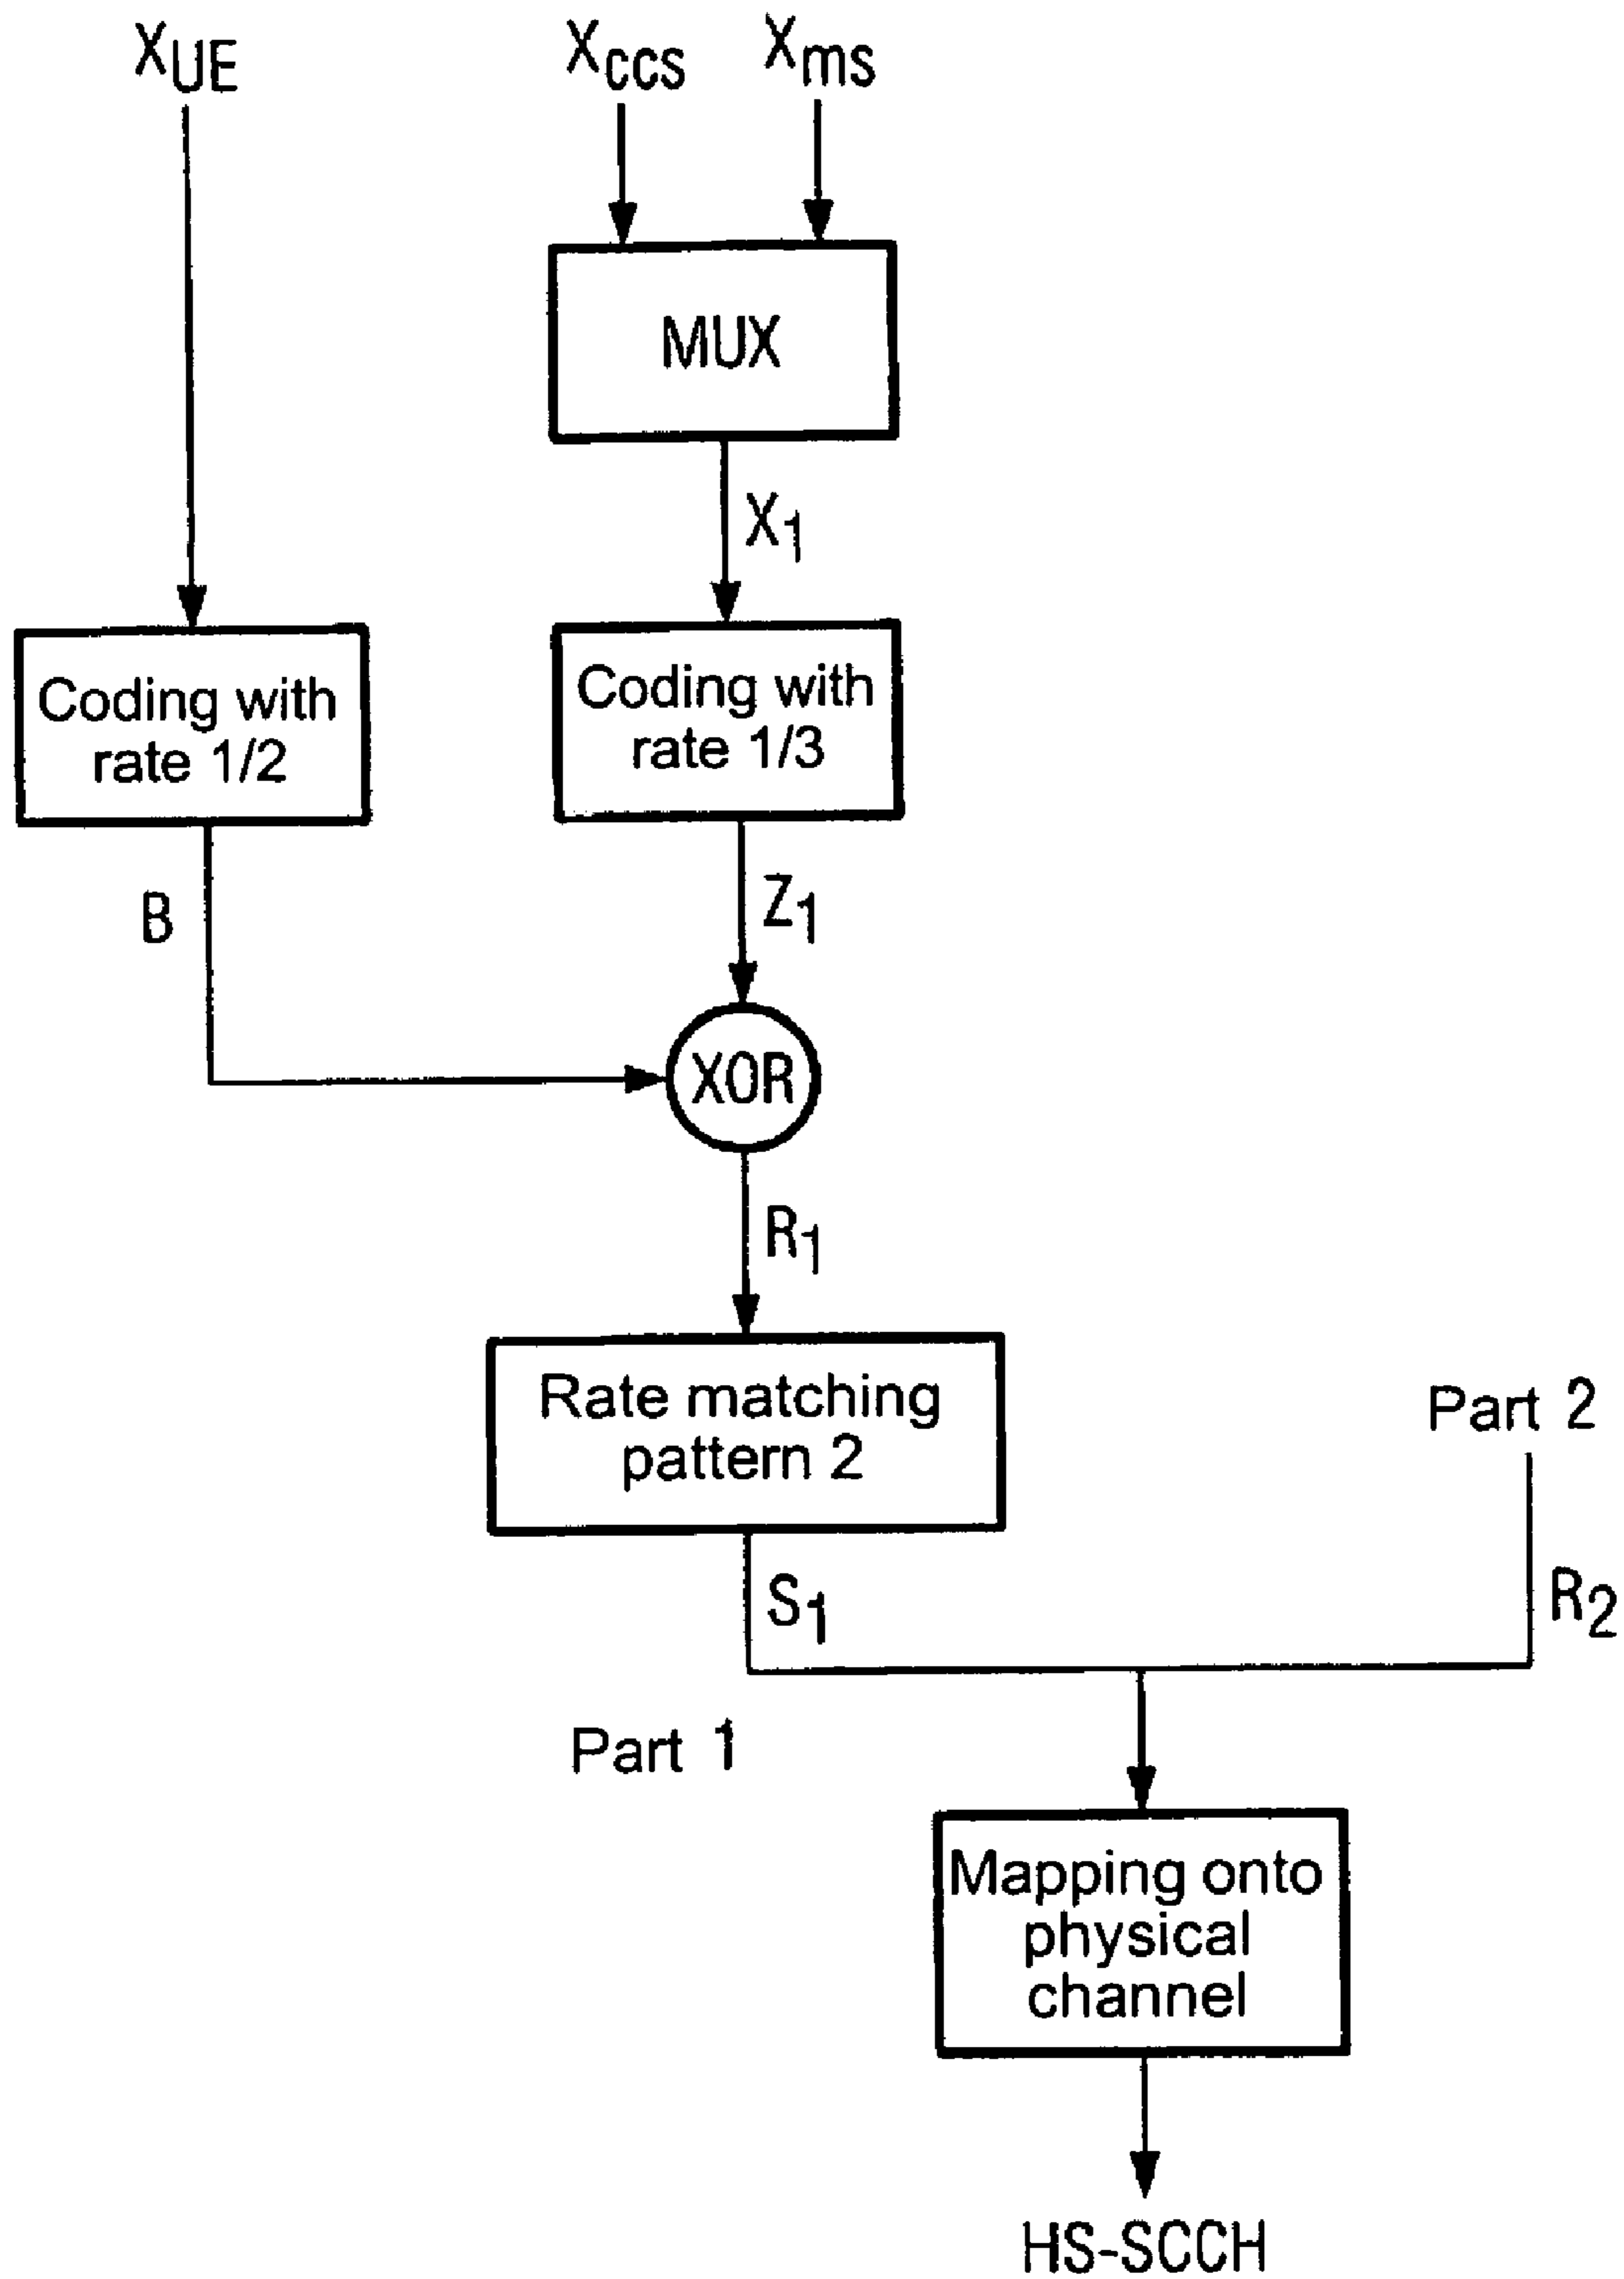 XUE
Xccs
Xms
MUX
X1
Coding with
rate 1/2
Coding with
rate 1/3
B
Z1
XOR
R1
Rate matching
pattern 2
Part 2
S1
R2
Part 1
Mapping onto
physical
channel
HS-SCCH